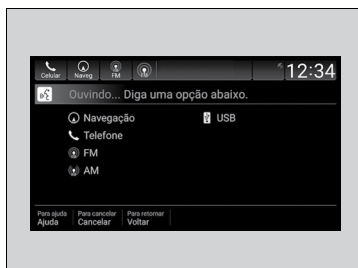 Celular Naveg FM 12:34
Ouvindo... Diga uma opção abaixo.
Navegação USB
Telefone
FM
AM
Para ajuda Para cancelar Para retornar
Ajuda Cancelar Voltar